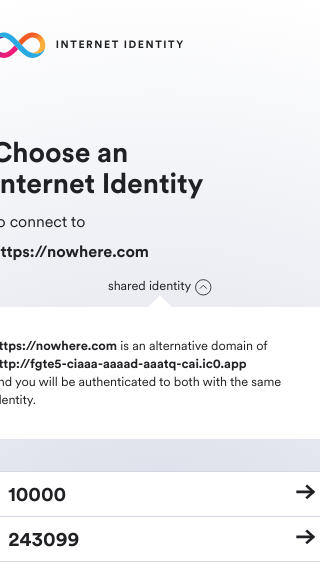 INTERNET IDENTITY
Choose an
nternet Identity
o connect to
ttps://nowhere.com
shared identity
ttps://nowhere.com is an alternative domain of
ttp://fgte5-ciaaa-aaaad-aaatq-cai.ic0.app
nd you will be authenticated to both with the same
dentity.
10000
243099